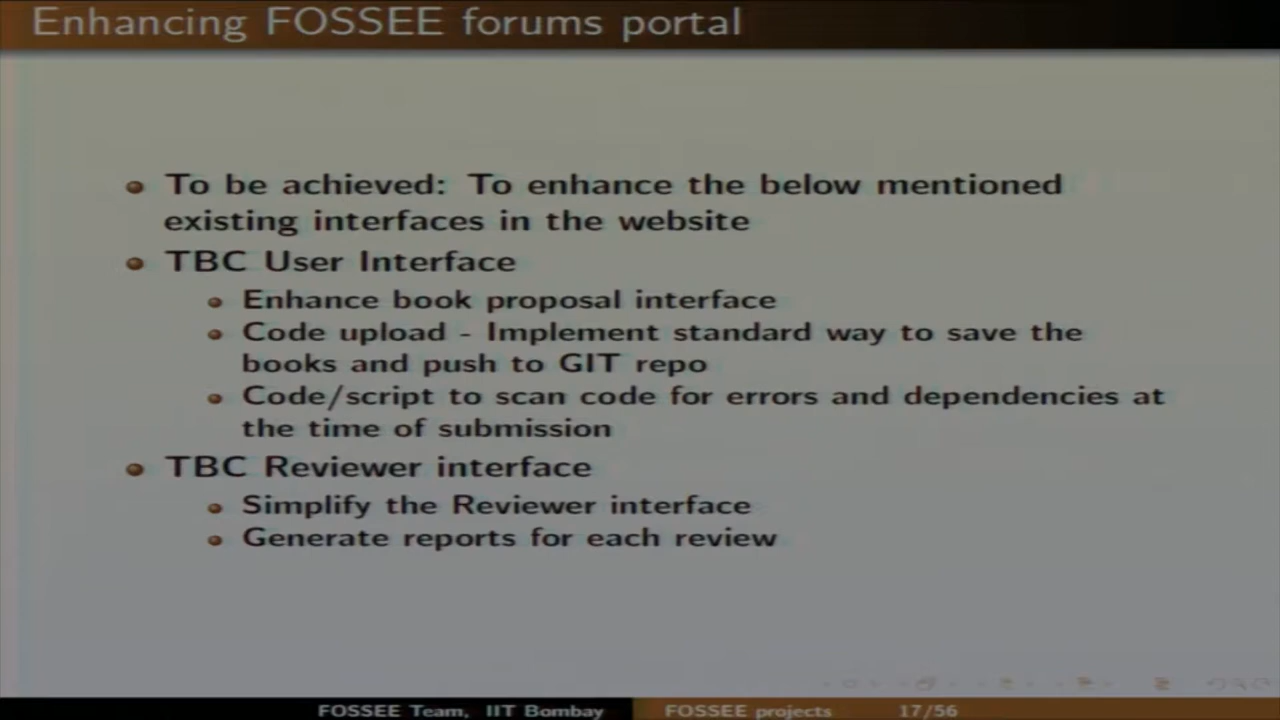 Enhancing FOSSEE forums portal
To be achieved: To enhance the below mentioned
existing interfaces in the website
TBC User Interface
Enhance book proposal interface
Code upload - Implement standard way to save the
books and push to GIT repo
Code/script to scan code for errors and dependencies at
the time of submission
TBC Reviewer interface
Simplify the Reviewer interface
Generate reports for each review
FOSSEE Team, IIT Bombay FOSSEE projects 17/56